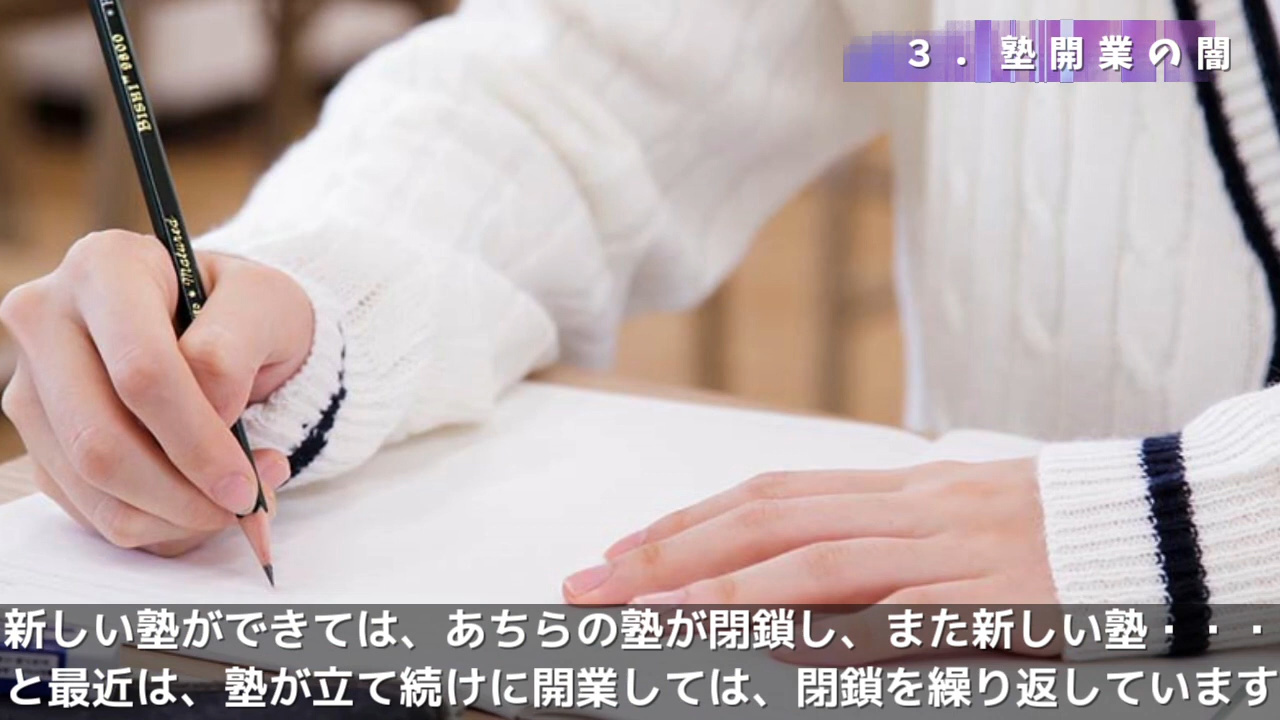 3．塾開業の闇
BISHI" 9800
新しい塾ができては、あちらの塾が閉鎖し、また新しい塾・・・
と最近は、塾が立て続けに開業しては、閉鎖を繰り返しています